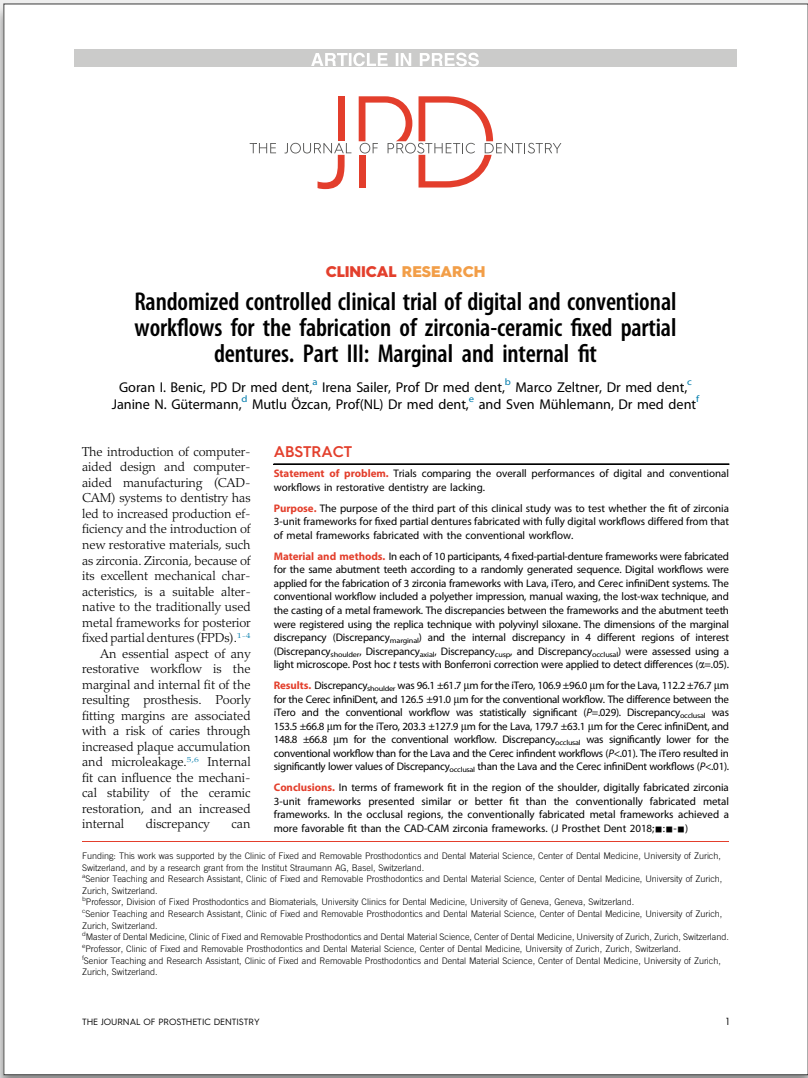 ARTICLE IN PRESS
JPD
THE JOURNAL OF PROSTHETIC DENTISTRY
CLINICAL RESEARCH
Randomized controlled clinical trial of digital and conventional
workflows for the fabrication of zirconia-ceramic fixed partial
dentures. Part III: Marginal and internal fit
Goran I. Benic, PD Dr med dent,a Irena Sailer, Prof Dr med dent,b Marco Zeltner, Dr med dent,c
Janine N. Gütermann,d Mutlu Özcan, Prof(NL) Dr med dent,e and Sven Mühlemann, Dr med dentf
The introduction of computer-
aided design and computer-
aided manufacturing (CAD-
CAM) systems to dentistry has
led to increased production ef-
ficiency and the introduction of
new restorative materials, such
as zirconia. Zirconia, because of
its excellent mechanical char-
acteristics, is a suitable alter-
native to the traditionally used
metal frameworks for posterior
fixed partial dentures (FPDs).1-4
An essential aspect of any
restorative workflow is the
marginal and internal fit of the
resulting prosthesis. Poorly
fitting margins are associated
with a risk of caries through
increased plaque accumulation
and microleakage.5,6 Internal
fit can influence the mechani-
cal stability of the ceramic
restoration, and an increased
internal discrepancy can
ABSTRACT
Statement of problem. Trials comparing the overall performances of digital and conventional
workflows in restorative dentistry are lacking.
Purpose. The purpose of the third part of this clinical study was to test whether the fit of zirconia
3-unit frameworks for fixed partial dentures fabricated with fully digital workflows differed from that
of metal frameworks fabricated with the conventional workflow.
Material and methods. In each of 10 participants, 4 fixed-partial-denture frameworks were fabricated
for the same abutment teeth according to a randomly generated sequence. Digital workflows were
applied for the fabrication of 3 zirconia frameworks with Lava, iTero, and Cerec infiniDent systems. The
conventional workflow included a polyether impression, manual waxing, the lost-wax technique, and
the casting of a metal framework. The discrepancies between the frameworks and the abutment teeth
were registered using the replica technique with polyvinyl siloxane. The dimensions of the marginal
discrepancy (Discrepancymarginal) and the internal discrepancy in 4 different regions of interest
(Discrepancyshoulder, Discrepancyaxial, Discrepancycusp, and Discrepancyocclusal) were assessed using a
light microscope. Post hoc t tests with Bonferroni correction were applied to detect differences (α=.05).
Results. Discrepancyshoulder was 96.1 ±61.7 μm for the iTero, 106.9 ±96.0 μm for the Lava, 112.2 ±76.7 μm
for the Cerec infiniDent, and 126.5 ±91.0 μm for the conventional workflow. The difference between the
iTero and the conventional workflow was statistically significant (P=.029). Discrepancyocclusal was
153.5 ±66.8 μm for the iTero, 203.3 ±127.9 μm for the Lava, 179.7 ±63.1 μm for the Cerec infiniDent, and
148.8 ±66.8 μm for the conventional workflow. Discrepancyocclusal was significantly lower for the
conventional workflow than for the Lava and the Cerec infinident workflows (P<.01). The iTero resulted in
significantly lower values of Discrepancyocclusal than the Lava and the Cerec infiniDent workflows (P<.01).
Conclusions. In terms of framework fit in the region of the shoulder, digitally fabricated zirconia
3-unit frameworks presented similar or better fit than the conventionally fabricated metal
frameworks. In the occlusal regions, the conventionally fabricated metal frameworks achieved a
more favorable fit than the CAD-CAM zirconia frameworks. (J Prosthet Dent 2018;■:■-■)
Funding: This work was supported by the Clinic of Fixed and Removable Prosthodontics and Dental Material Science, Center of Dental Medicine, University of Zurich,
Switzerland, and by a research grant from the Institut Straumann AG, Basel, Switzerland.
aSenior Teaching and Research Assistant, Clinic of Fixed and Removable Prosthodontics and Dental Material Science, Center of Dental Medicine, University of Zurich,
Zurich, Switzerland.
bProfessor, Division of Fixed Prosthodontics and Biomaterials, University Clinics for Dental Medicine, University of Geneva, Geneva, Switzerland.
cSenior Teaching and Research Assistant, Clinic of Fixed and Removable Prosthodontics and Dental Material Science, Center of Dental Medicine, University of Zurich,
Zurich, Switzerland.
dMaster of Dental Medicine, Clinic of Fixed and Removable Prosthodontics and Dental Material Science, Center of Dental Medicine, University of Zurich, Zurich, Switzerland.
eProfessor, Clinic of Fixed and Removable Prosthodontics and Dental Material Science, Center of Dental Medicine, University of Zurich, Zurich, Switzerland.
fSenior Teaching and Research Assistant, Clinic of Fixed and Removable Prosthodontics and Dental Material Science, Center of Dental Medicine, University of Zurich,
Zurich, Switzerland.
THE JOURNAL OF PROSTHETIC DENTISTRY
1